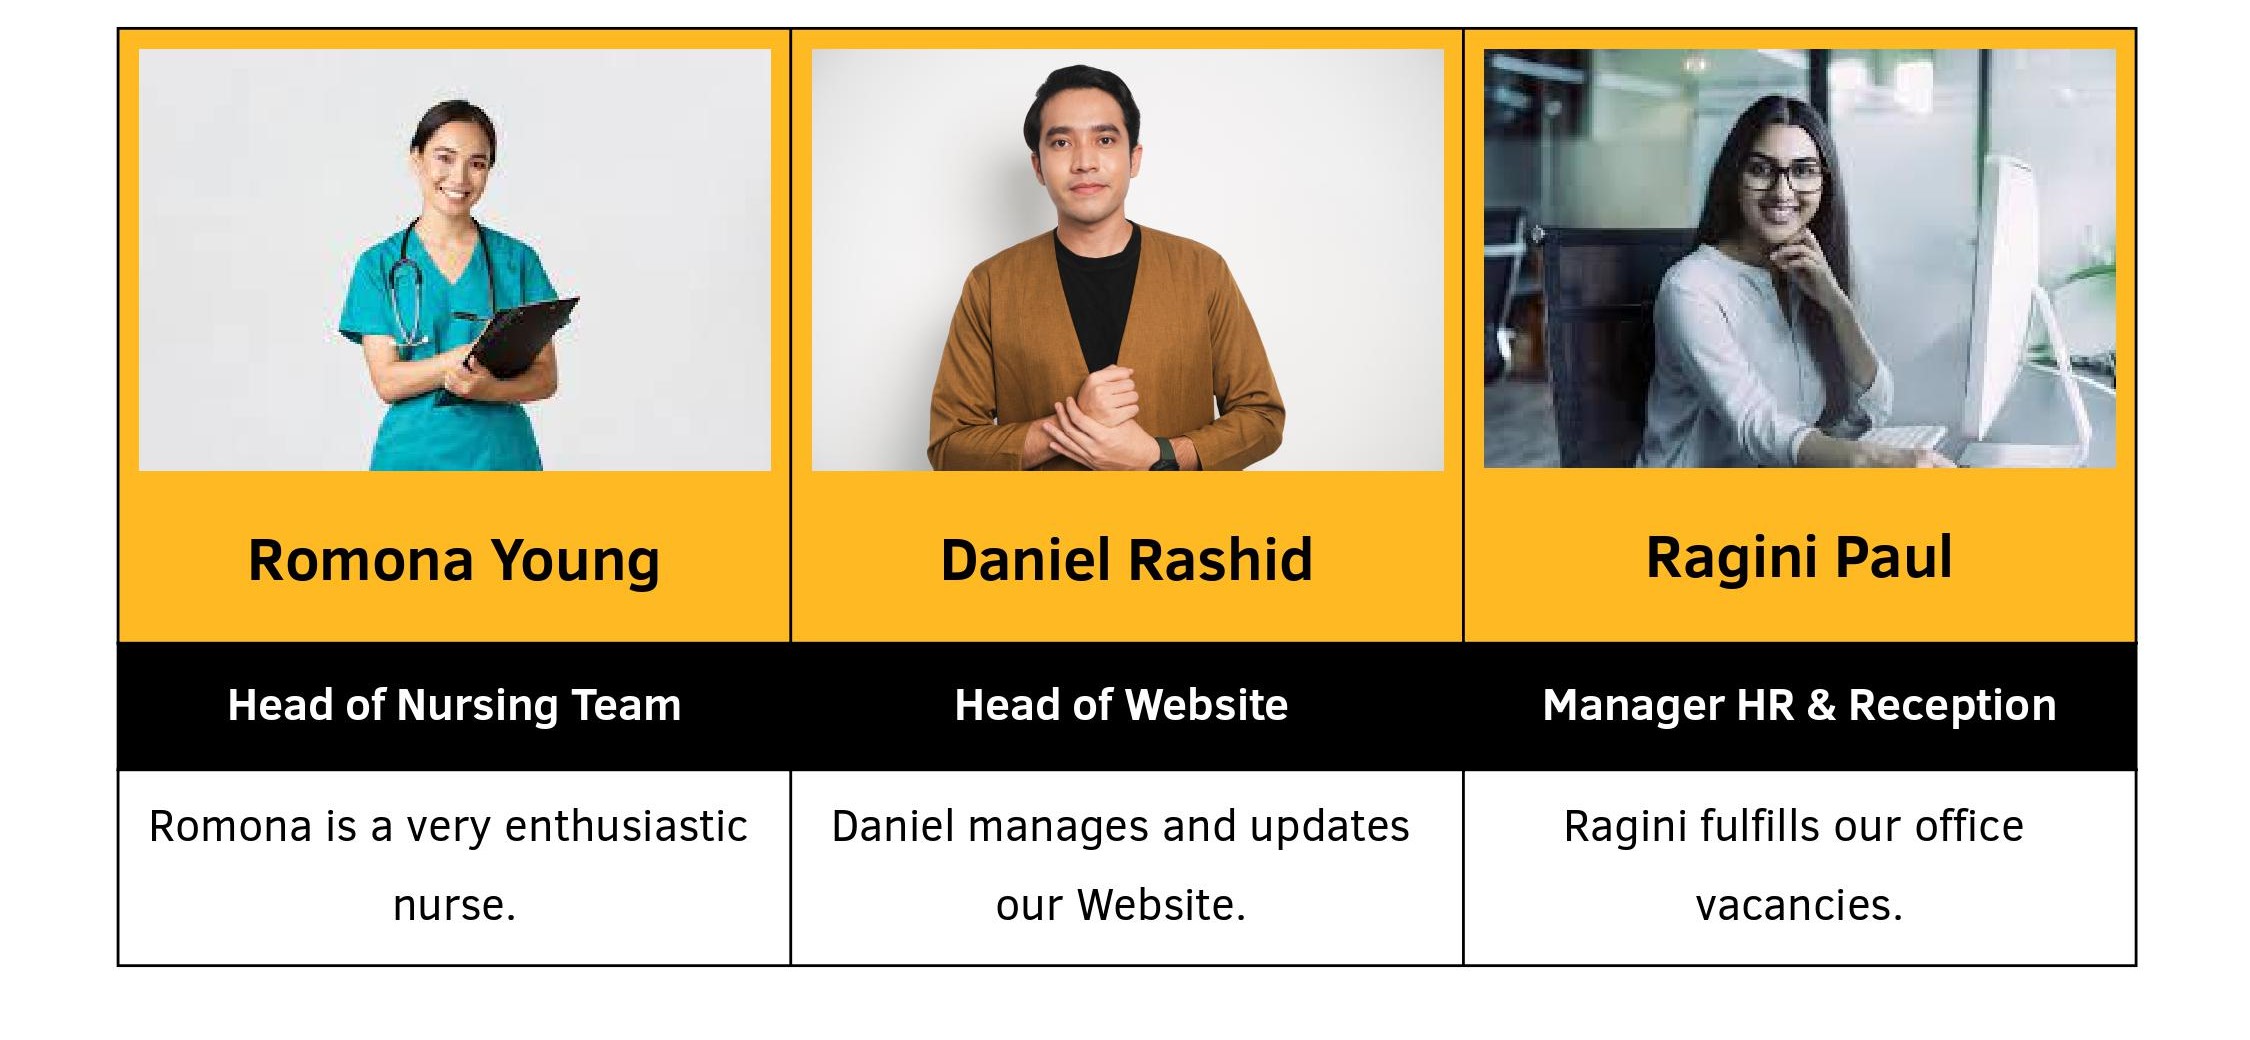 Romona Young
Daniel Rashid
Ragini Paul
Head of Nursing Team
Head of Website
Manager HR & Reception
Romona is a very enthusiastic
nurse.
Daniel manages and updates
our Website.
Ragini fulfills our office
vacancies.